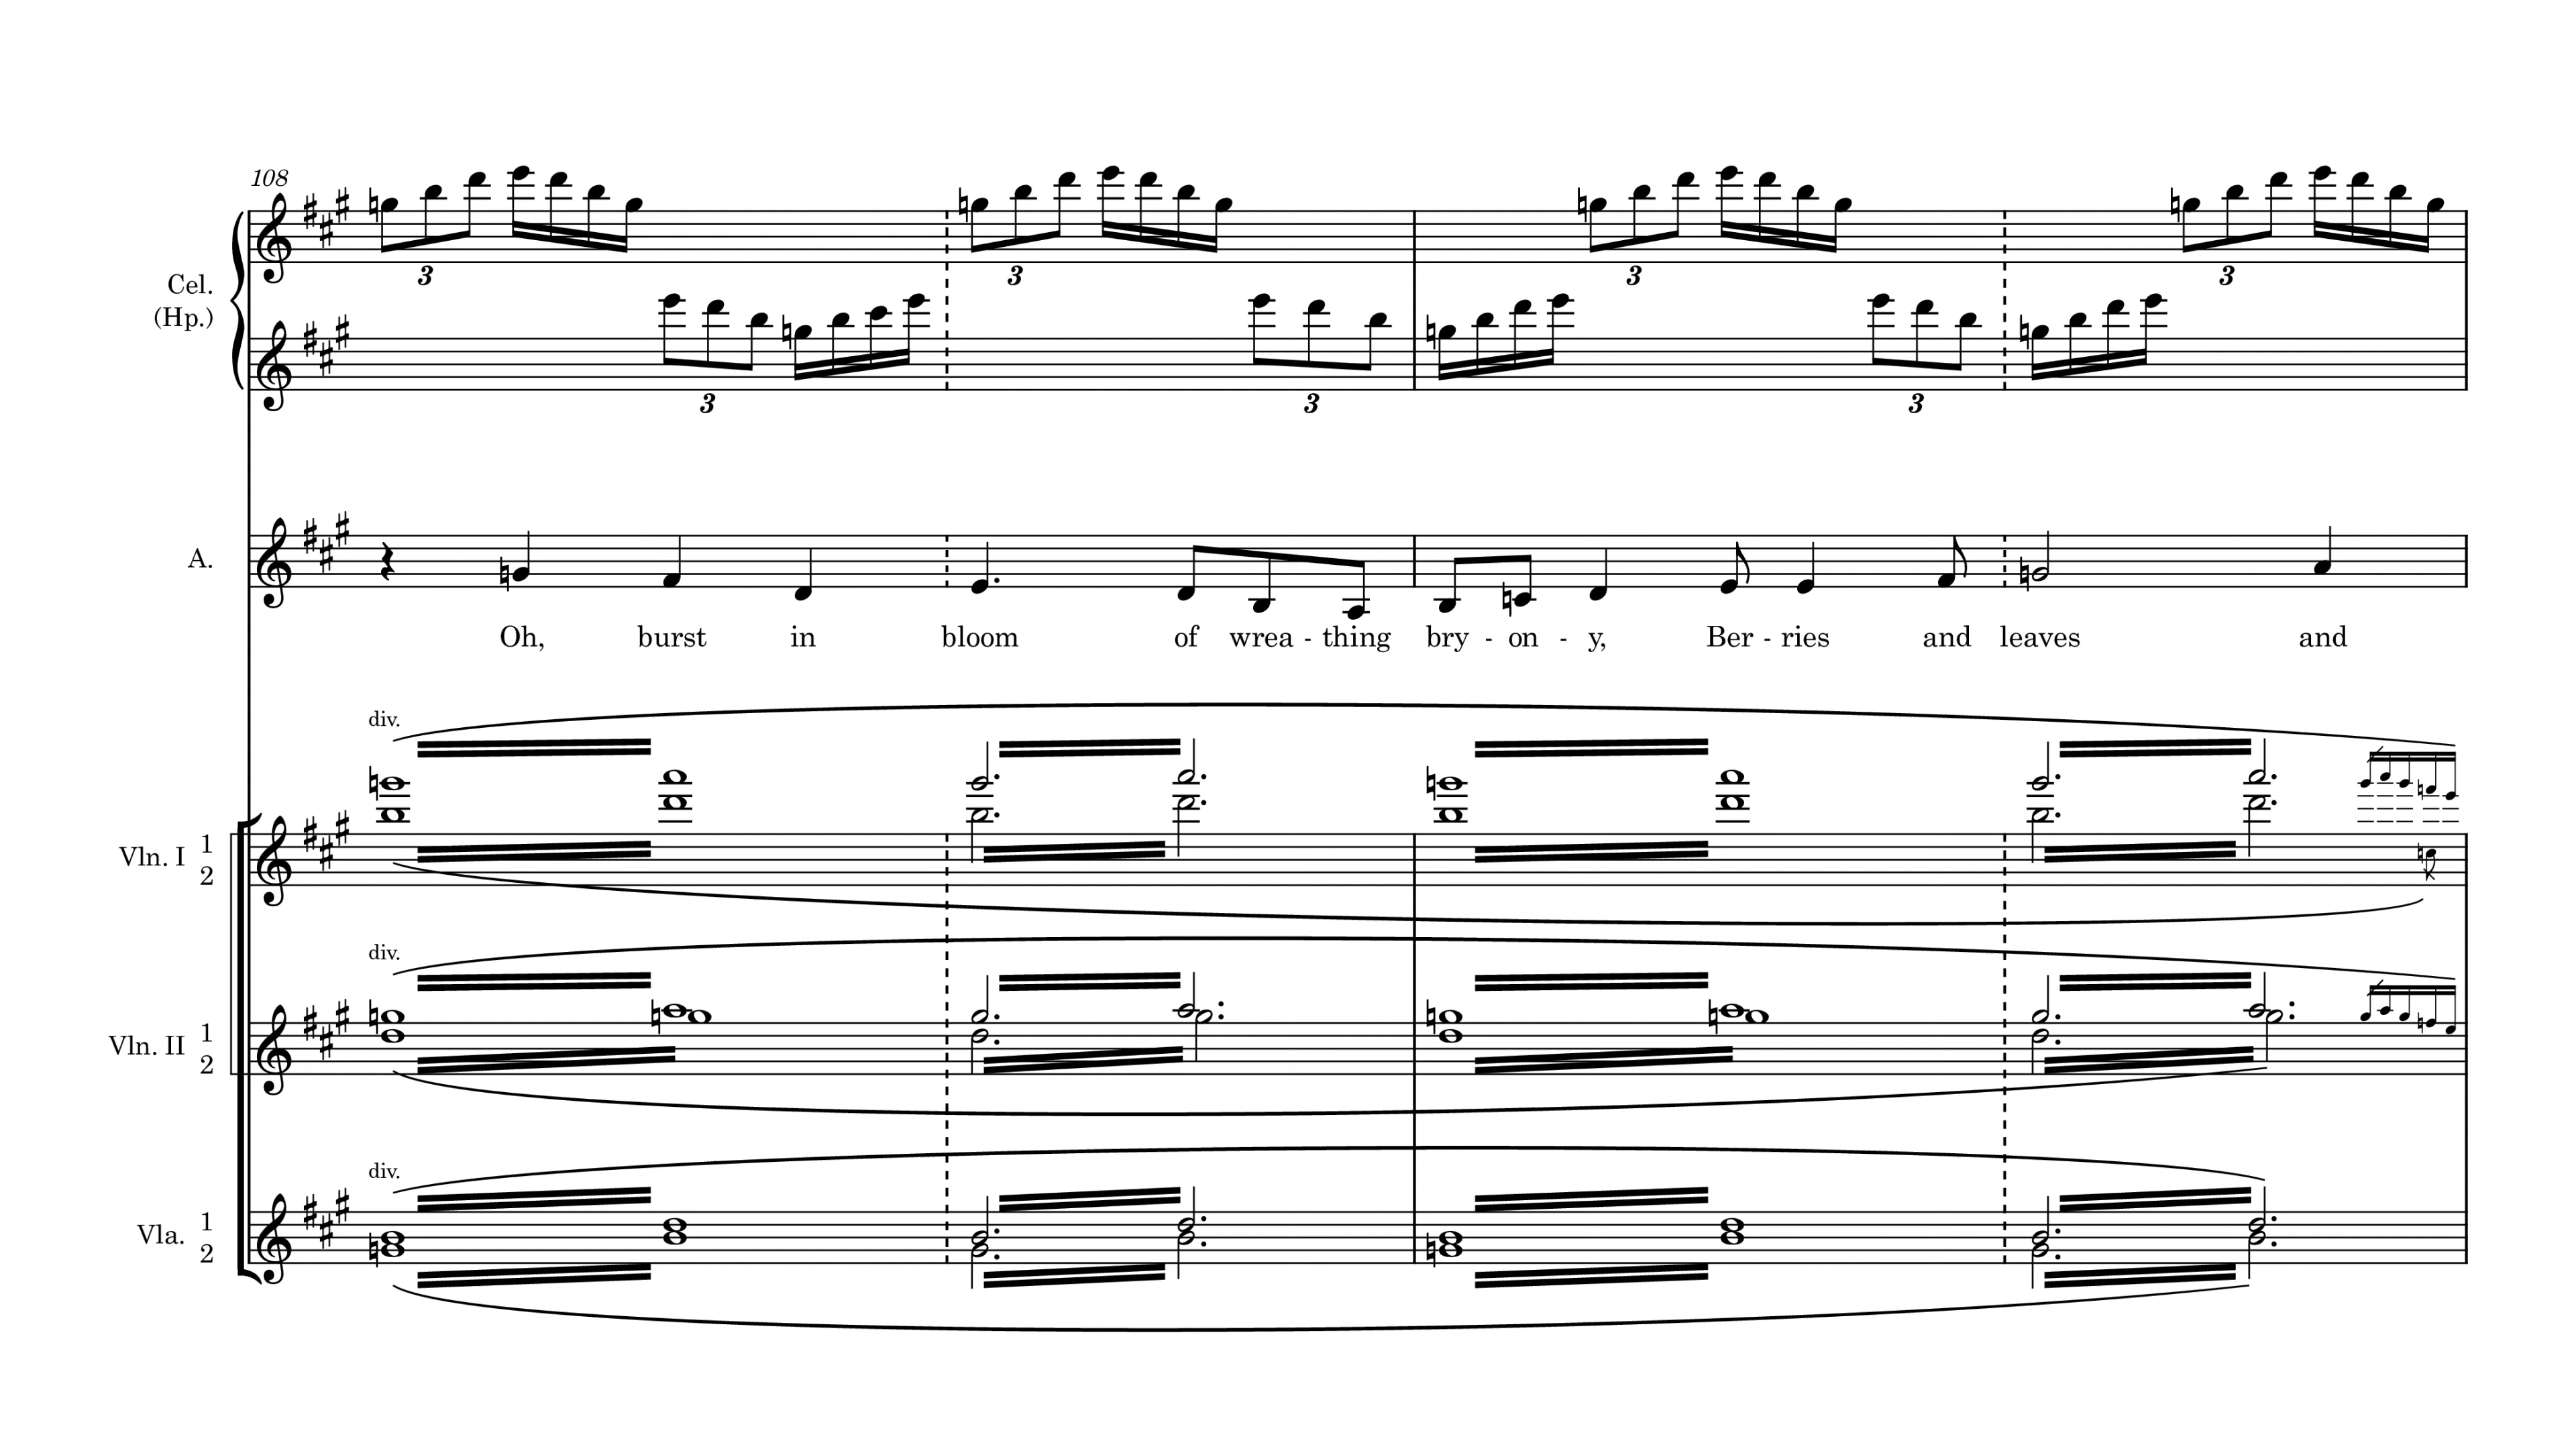 108
3 3 3 3
Cel.
(Hp.)
3 3 3
A.
Oh, burst in bloom of wrea - thing bry - on - y, Ber - ries and leaves and
div.
Vln. I 1
2
div.
Vln. II 1
2
div.
Vla. 1
2